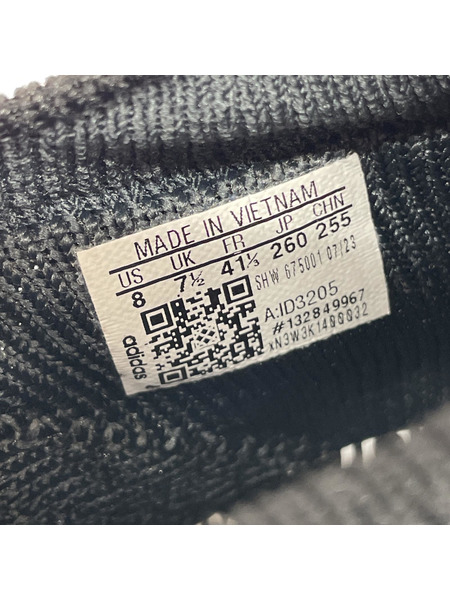 MADE IN VIETNAM
US UK FR JP CHN
8 7½ 41⅓ 260 255
SHW 675001 07/23
A:ID3205
#132849967
xN3W3K1400032
adidas